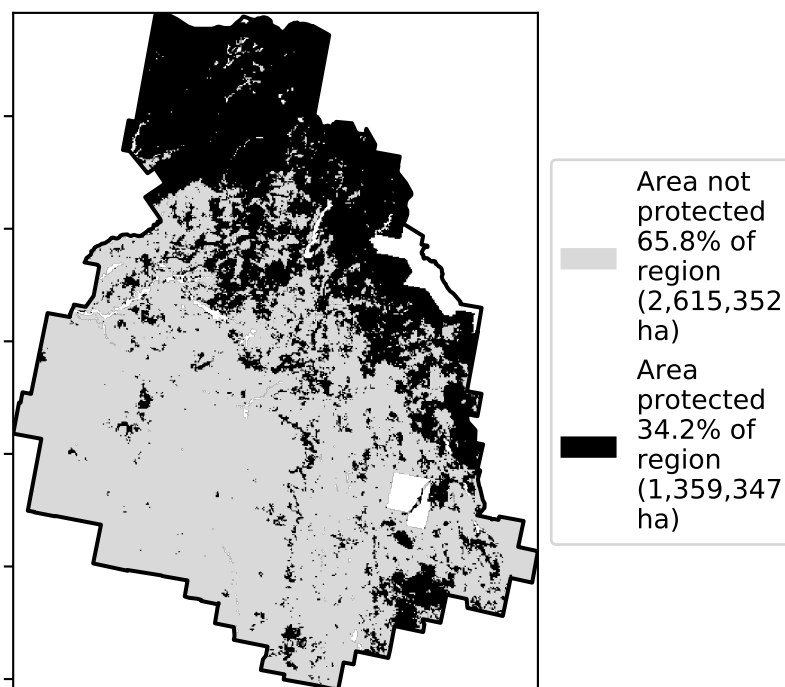 Area not
protected
65.8% of
region
(2,615,352
ha)
Area
protected
34.2% of
region
(1,359,347
ha)